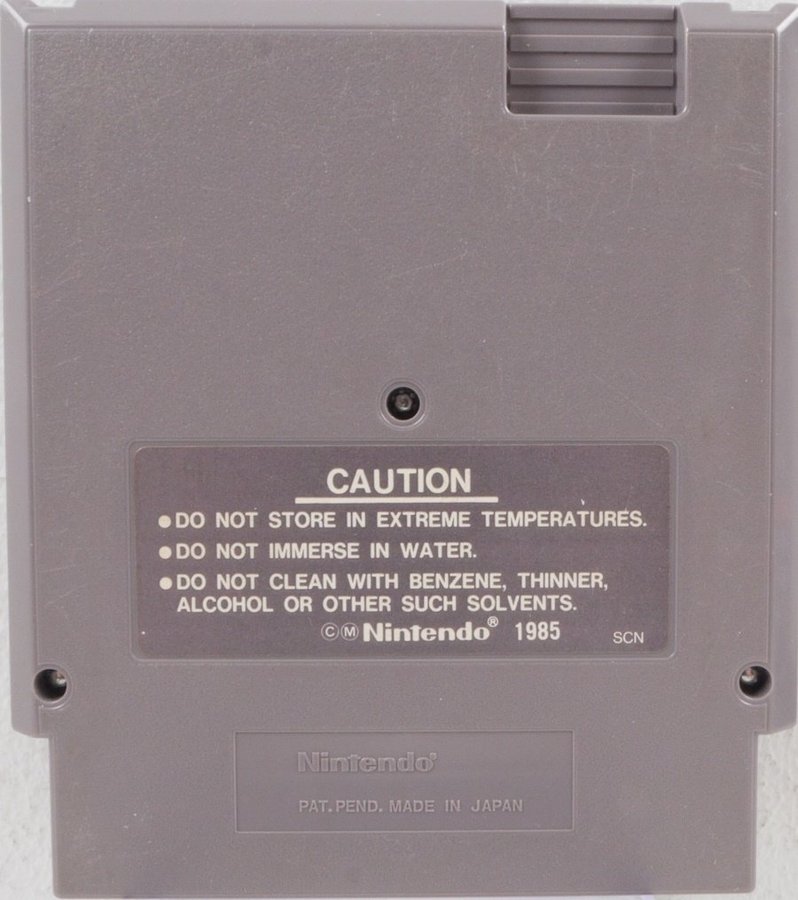 CAUTION
●DO NOT STORE IN EXTREME TEMPERATURES.
●DO NOT IMMERSE IN WATER.
●DO NOT CLEAN WITH BENZENE, THINNER,
ALCOHOL OR OTHER SUCH SOLVENTS.
©Ⓜ Nintendo® 1985 SCN
Nintendo®
PAT. PEND. MADE IN JAPAN